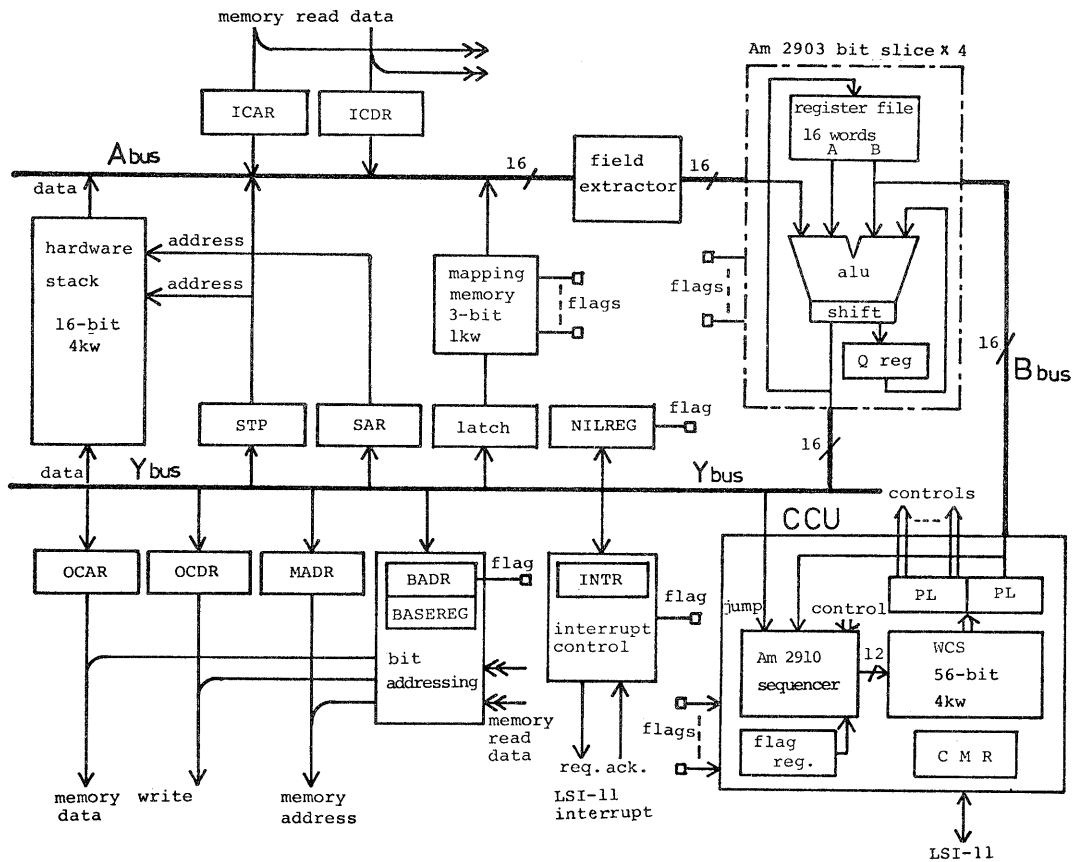 memory read data
Am 2903 bit slice x 4
ICAR
ICDR
register file
16 words
A B
A bus
data
16
field
extractor
16
hardware
stack
16-bit
4kw
address
address
mapping
memory
3-bit
1kw
flags
flags
alu
shift
Q reg
16
B bus
STP
SAR
latch
NILREG
flag
16
data
Y bus
Y bus
controls
CCU
OCAR
OCDR
MADR
BADR
BASEREG
flag
bit
addressing
memory
read
data
INTR
interrupt
control
flag
req. ack.
LSI-11
interrupt
jump
control
PL
PL
Am 2910
sequencer
12
WCS
56-bit
4kw
flags
flag
reg.
C M R
memory write
data
memory
address
LSI-11